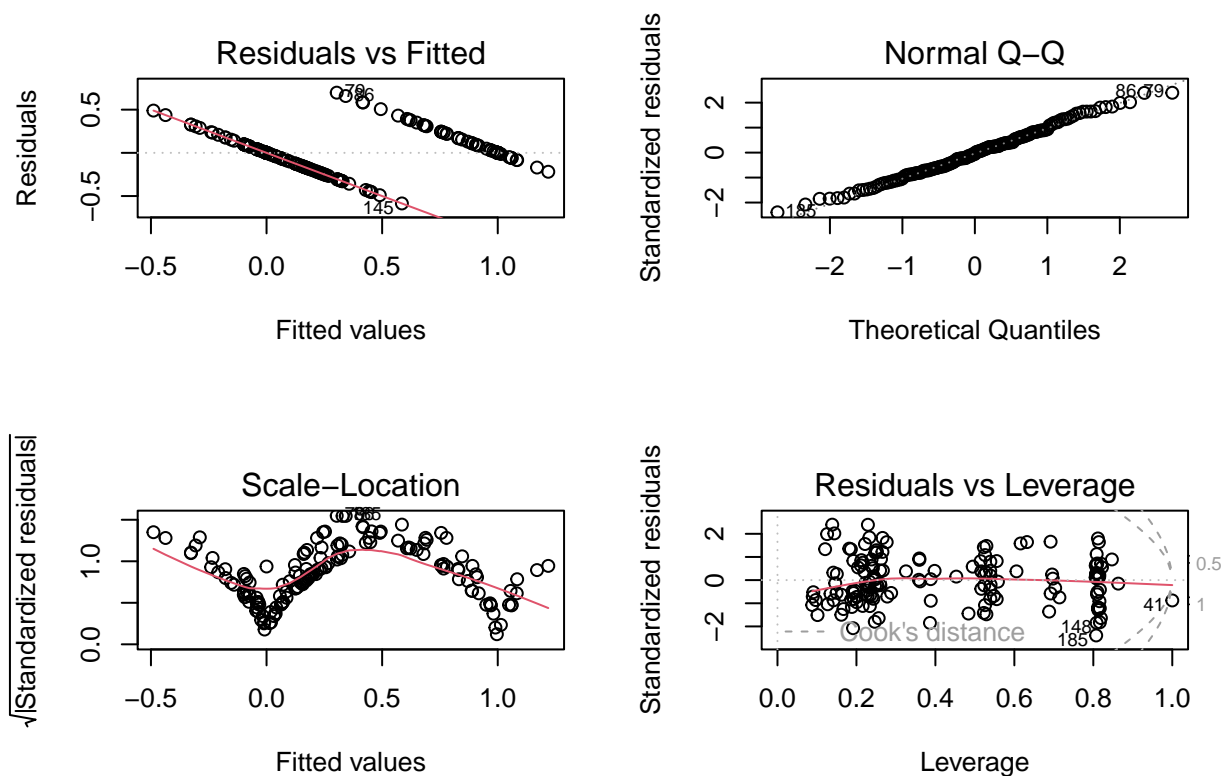 Residuals vs Fitted
Residuals
0.5
−0.5
86
145
−0.5 0.0 0.5 1.0
Fitted values
Normal Q−Q
Standardized residuals
2
0
−2
86 79
185
−2 −1 0 1 2
Theoretical Quantiles
Scale−Location
√|Standardized residuals|
1.0
0.0
−0.5 0.0 0.5 1.0
Fitted values
Residuals vs Leverage
Standardized residuals
2
0
−2
0.5
1
41
148
185
Cook's distance
0.0 0.2 0.4 0.6 0.8 1.0
Leverage